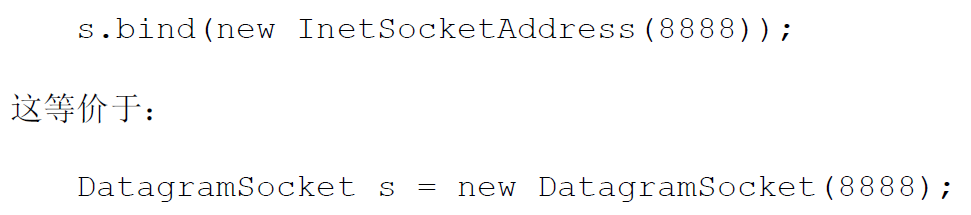 s.bind(new InetSocketAddress(8888));
这等价于：
DatagramSocket s = new DatagramSocket(8888);